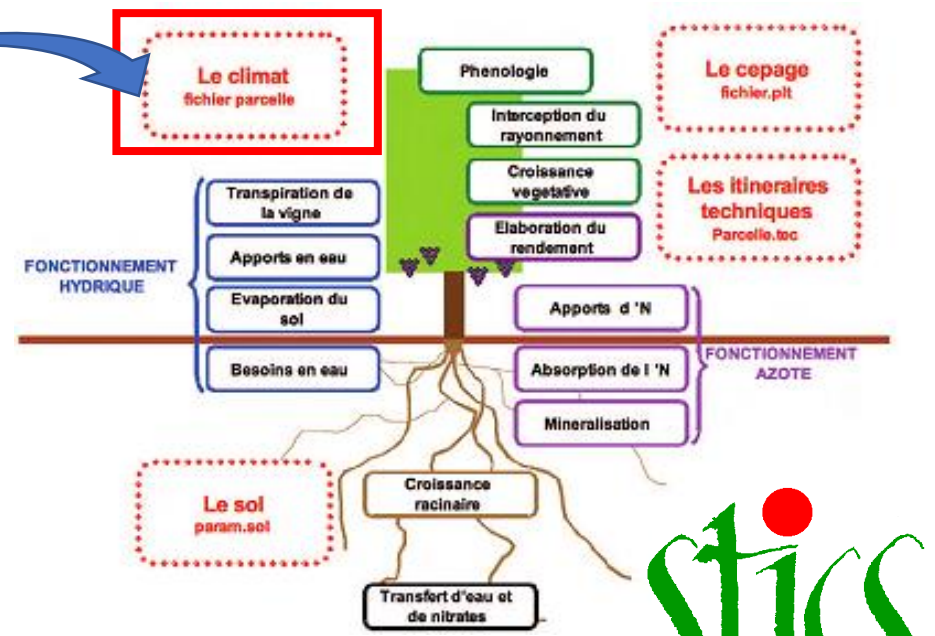 Le climat
fichier parcelle
Phenologie
Interception du
rayonnement
Croissance
vegetative
Elaboration du
rendement
Le cepage
fichier.plt
Les itineraires
techniques
Parcelle.tec
FONCTIONNEMENT
HYDRIQUE
Transpiration de
la vigne
Apports en eau
Evaporation du
sol
Besoins en eau
Apports d 'N
Absorption de l 'N
Mineralisation
FONCTIONNEMENT
AZOTE
Le sol
param.sol
Croissance
racinaire
Transfert d'eau et
de nitrates
stics